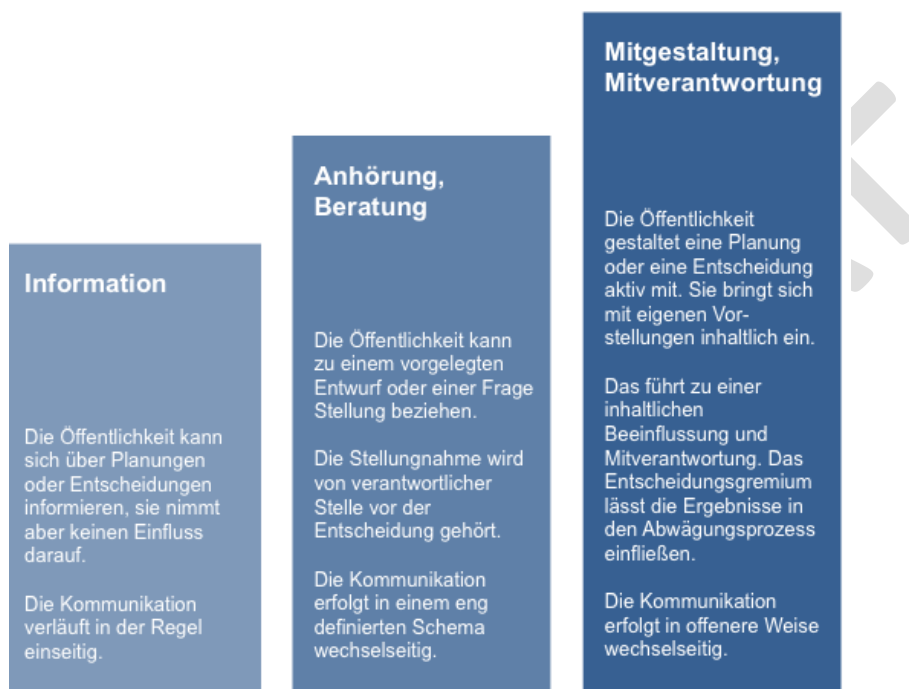 Information
Die Öffentlichkeit kann
sich über Planungen
oder Entscheidungen
informieren, sie nimmt
aber keinen Einfluss
darauf.
Die Kommunikation
verläuft in der Regel
einseitig.
Anhörung,
Beratung
Die Öffentlichkeit kann
zu einem vorgelegten
Entwurf oder einer Frage
Stellung beziehen.
Die Stellungnahme wird
von verantwortlicher
Stelle vor der
Entscheidung gehört.
Die Kommunikation
erfolgt in einem eng
definierten Schema
wechselseitig.
Mitgestaltung,
Mitverantwortung
Die Öffentlichkeit
gestaltet eine Planung
oder eine Entscheidung
aktiv mit. Sie bringt sich
mit eigenen Vor-
stellungen inhaltlich ein.
Das führt zu einer
inhaltlichen
Beeinflussung und
Mitverantwortung. Das
Entscheidungsgremium
lässt die Ergebnisse in
den Abwägungsprozess
einfließen.
Die Kommunikation
erfolgt in offenere Weise
wechselseitig.